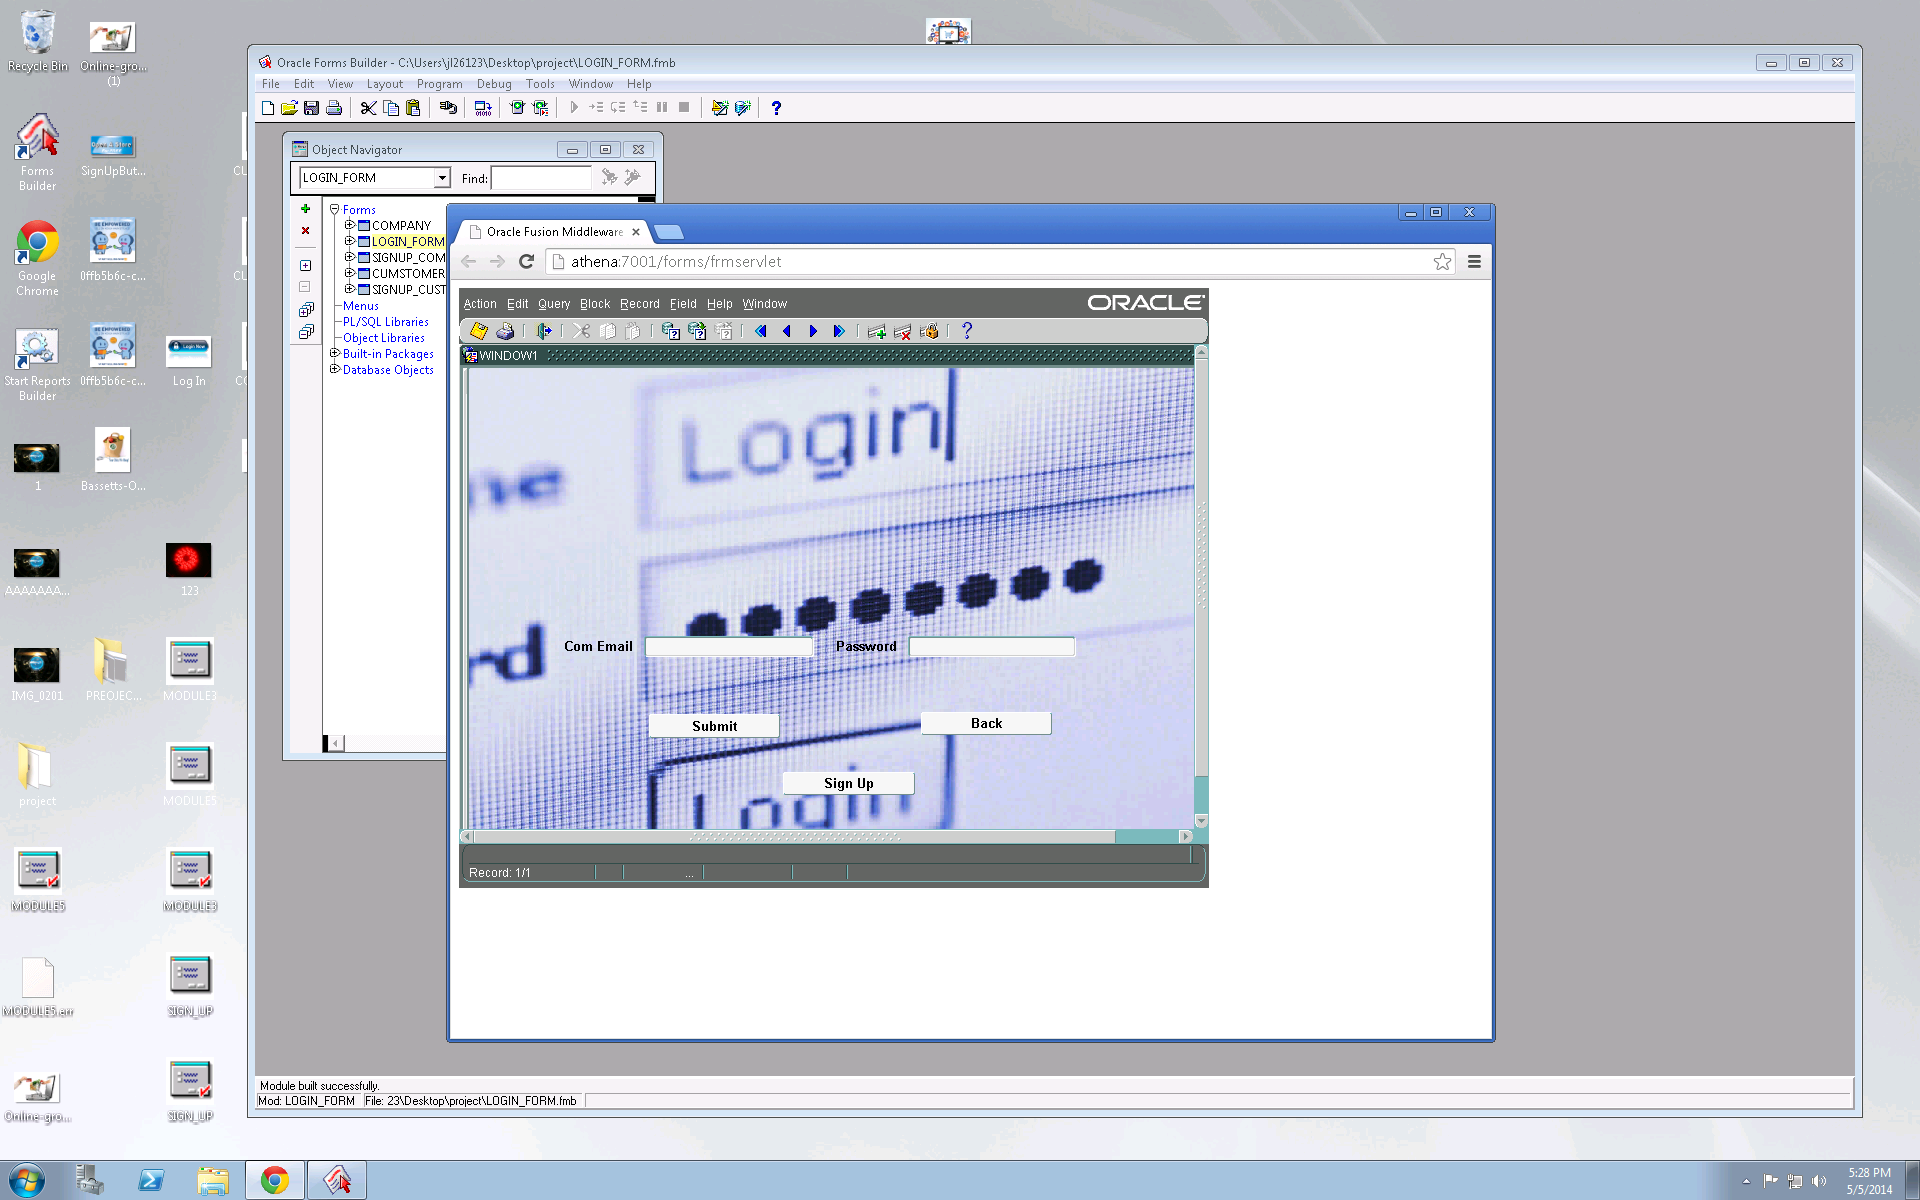 Recycle Bin
Online-gro...
(1)
Forms
Builder
SignUpBut...
Google
Chrome
0ffb5b6c-c...
Start Reports
Builder
0ffb5b6c-c...
Log In
1
Bassetts-O...
AAAAAAA...
123
IMG_0201
PREOJEC...
MODULE3
project
MODULE5
MODULE5
MODULE3
MODULE5.err
SIGN_UP
Online-gro...
SIGN_UP
CU
CU
CO
Oracle Forms Builder - C:\Users\jl26123\Desktop\project\LOGIN_FORM.fmb
File Edit View Layout Program Debug Tools Window Help
Object Navigator
LOGIN_FORM
Find:
Forms
COMPANY
LOGIN_FORM
SIGNUP_COM
CUMSTOMER
SIGNUP_CUST
Menus
PL/SQL Libraries
Object Libraries
Built-in Packages
Database Objects
Oracle Fusion Middleware
athena:7001/forms/frmservlet
Action Edit Query Block Record Field Help Window
ORACLE
WINDOW1
Login
me
rd
Com Email
Password
Submit
Back
Sign Up
Login
Record: 1/1
...
Module built successfully.
Mod: LOGIN_FORM
File: 23\Desktop\project\LOGIN_FORM.fmb
5:28 PM
5/5/2014